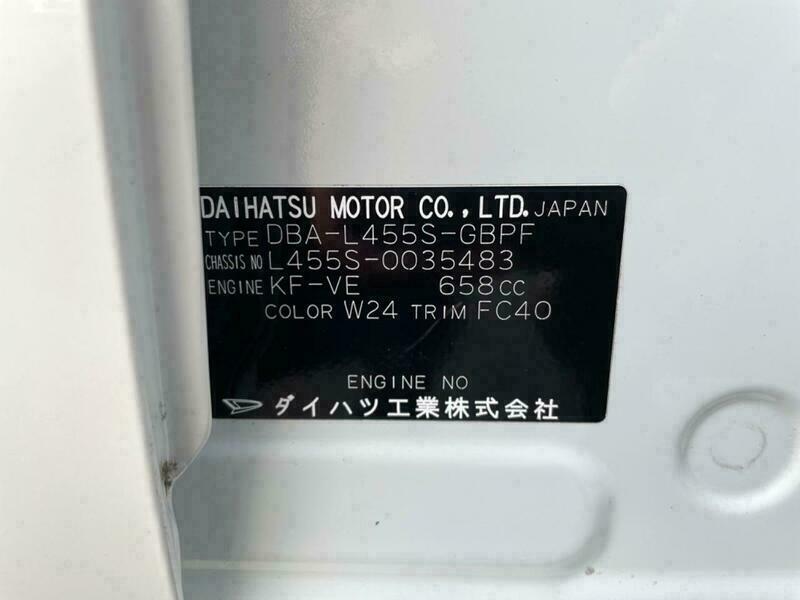 DAIHATSU MOTOR CO., LTD. JAPAN
TYPE DBA-L455S-GBPF
CHASSIS NO L455S-0035483
ENGINE KF-VE 658CC
COLOR W24 TRIM FC40
ENGINE NO
ダイハツ工業株式会社